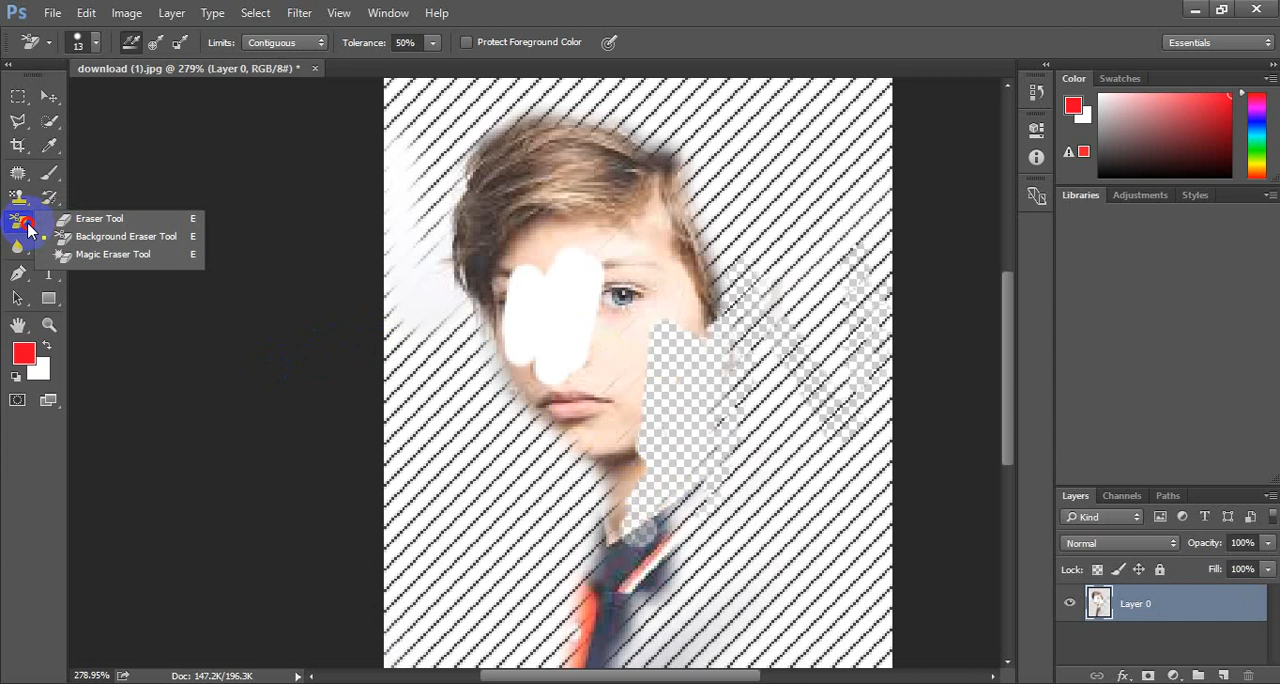 Ps File Edit Image Layer Type Select Filter View Window Help
13 Limits: Contiguous Tolerance: 50% Protect Foreground Color Essentials
download (1).jpg @ 279% (Layer 0, RGB/8#) * ×
Color Swatches
Libraries Adjustments Styles
Eraser Tool E
Background Eraser Tool E
Magic Eraser Tool E
T
Layers Channels Paths
Kind T
Normal Opacity: 100%
Lock: Fill: 100%
Layer 0
278.95% Doc: 147.2K/196.3K
fx